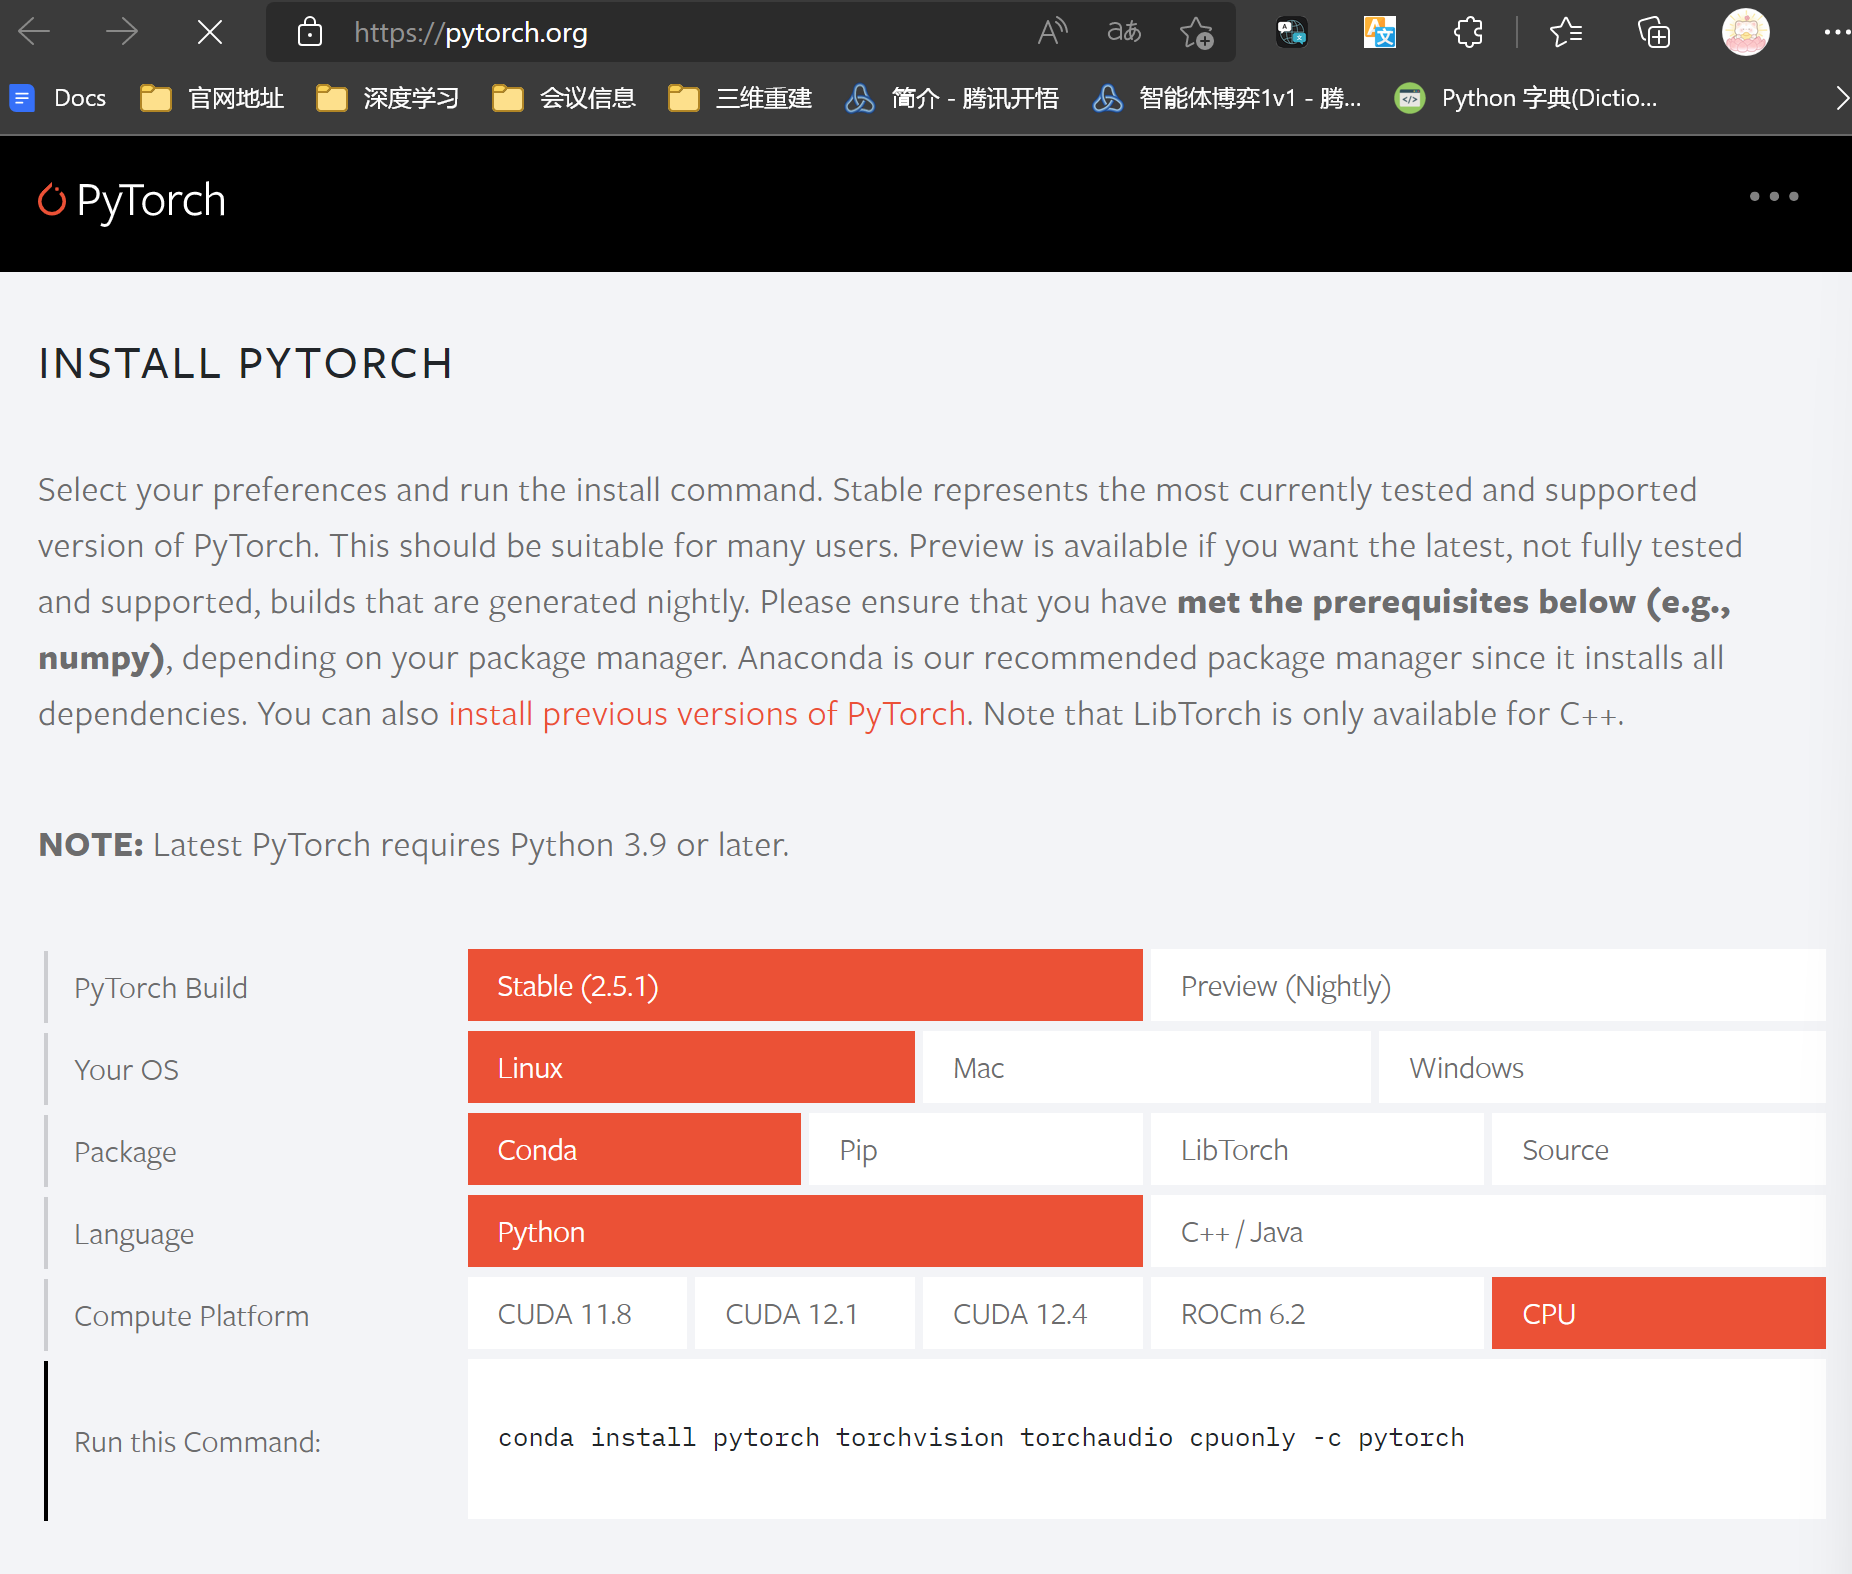 https://pytorch.org
Docs 官网地址 深度学习 会议信息 三维重建 简介 - 腾讯开悟 智能体博弈1v1 - 腾... Python 字典(Dictio...
PyTorch
INSTALL PYTORCH
Select your preferences and run the install command. Stable represents the most currently tested and supported
version of PyTorch. This should be suitable for many users. Preview is available if you want the latest, not fully tested
and supported, builds that are generated nightly. Please ensure that you have met the prerequisites below (e.g.,
numpy), depending on your package manager. Anaconda is our recommended package manager since it installs all
dependencies. You can also install previous versions of PyTorch. Note that LibTorch is only available for C++.
NOTE: Latest PyTorch requires Python 3.9 or later.
PyTorch Build Stable (2.5.1) Preview (Nightly)
Your OS Linux Mac Windows
Package Conda Pip LibTorch Source
Language Python C++ / Java
Compute Platform CUDA 11.8 CUDA 12.1 CUDA 12.4 ROCm 6.2 CPU
Run this Command: conda install pytorch torchvision torchaudio cpuonly -c pytorch